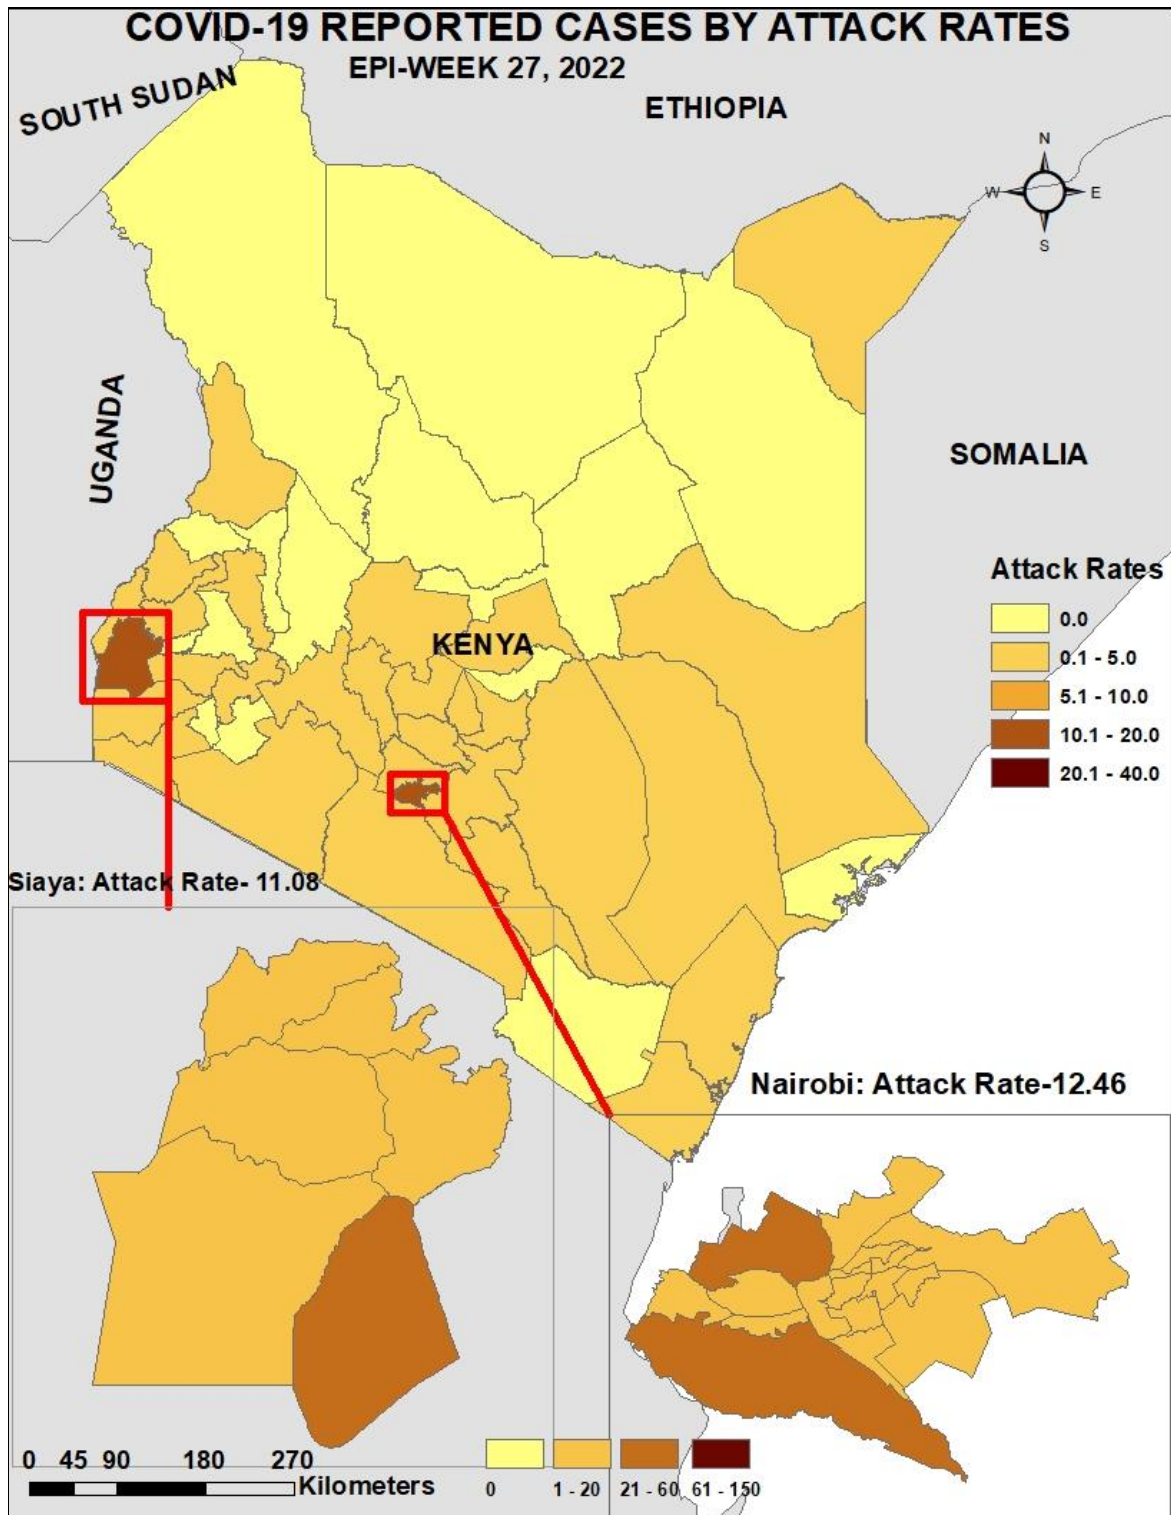 COVID-19 REPORTED CASES BY ATTACK RATES
EPI-WEEK 27, 2022
SOUTH SUDAN
ETHIOPIA
N
W E
S
UGANDA
SOMALIA
Attack Rates
0.0
0.1 - 5.0
5.1 - 10.0
10.1 - 20.0
20.1 - 40.0
KENYA
Siaya: Attack Rate- 11.08
Nairobi: Attack Rate-12.46
0 45 90 180 270
Kilometers
0 1 - 20 21 - 60 61 - 150